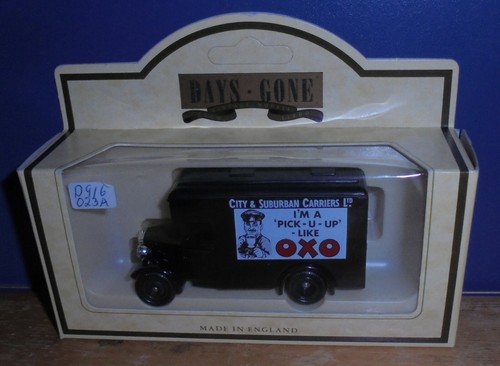 DAYS · GONE
D916
023A
CITY & SUBURBAN CARRIERS LTD
I'M A
'PICK-U-UP'
-LIKE
OXO
MADE IN ENGLAND